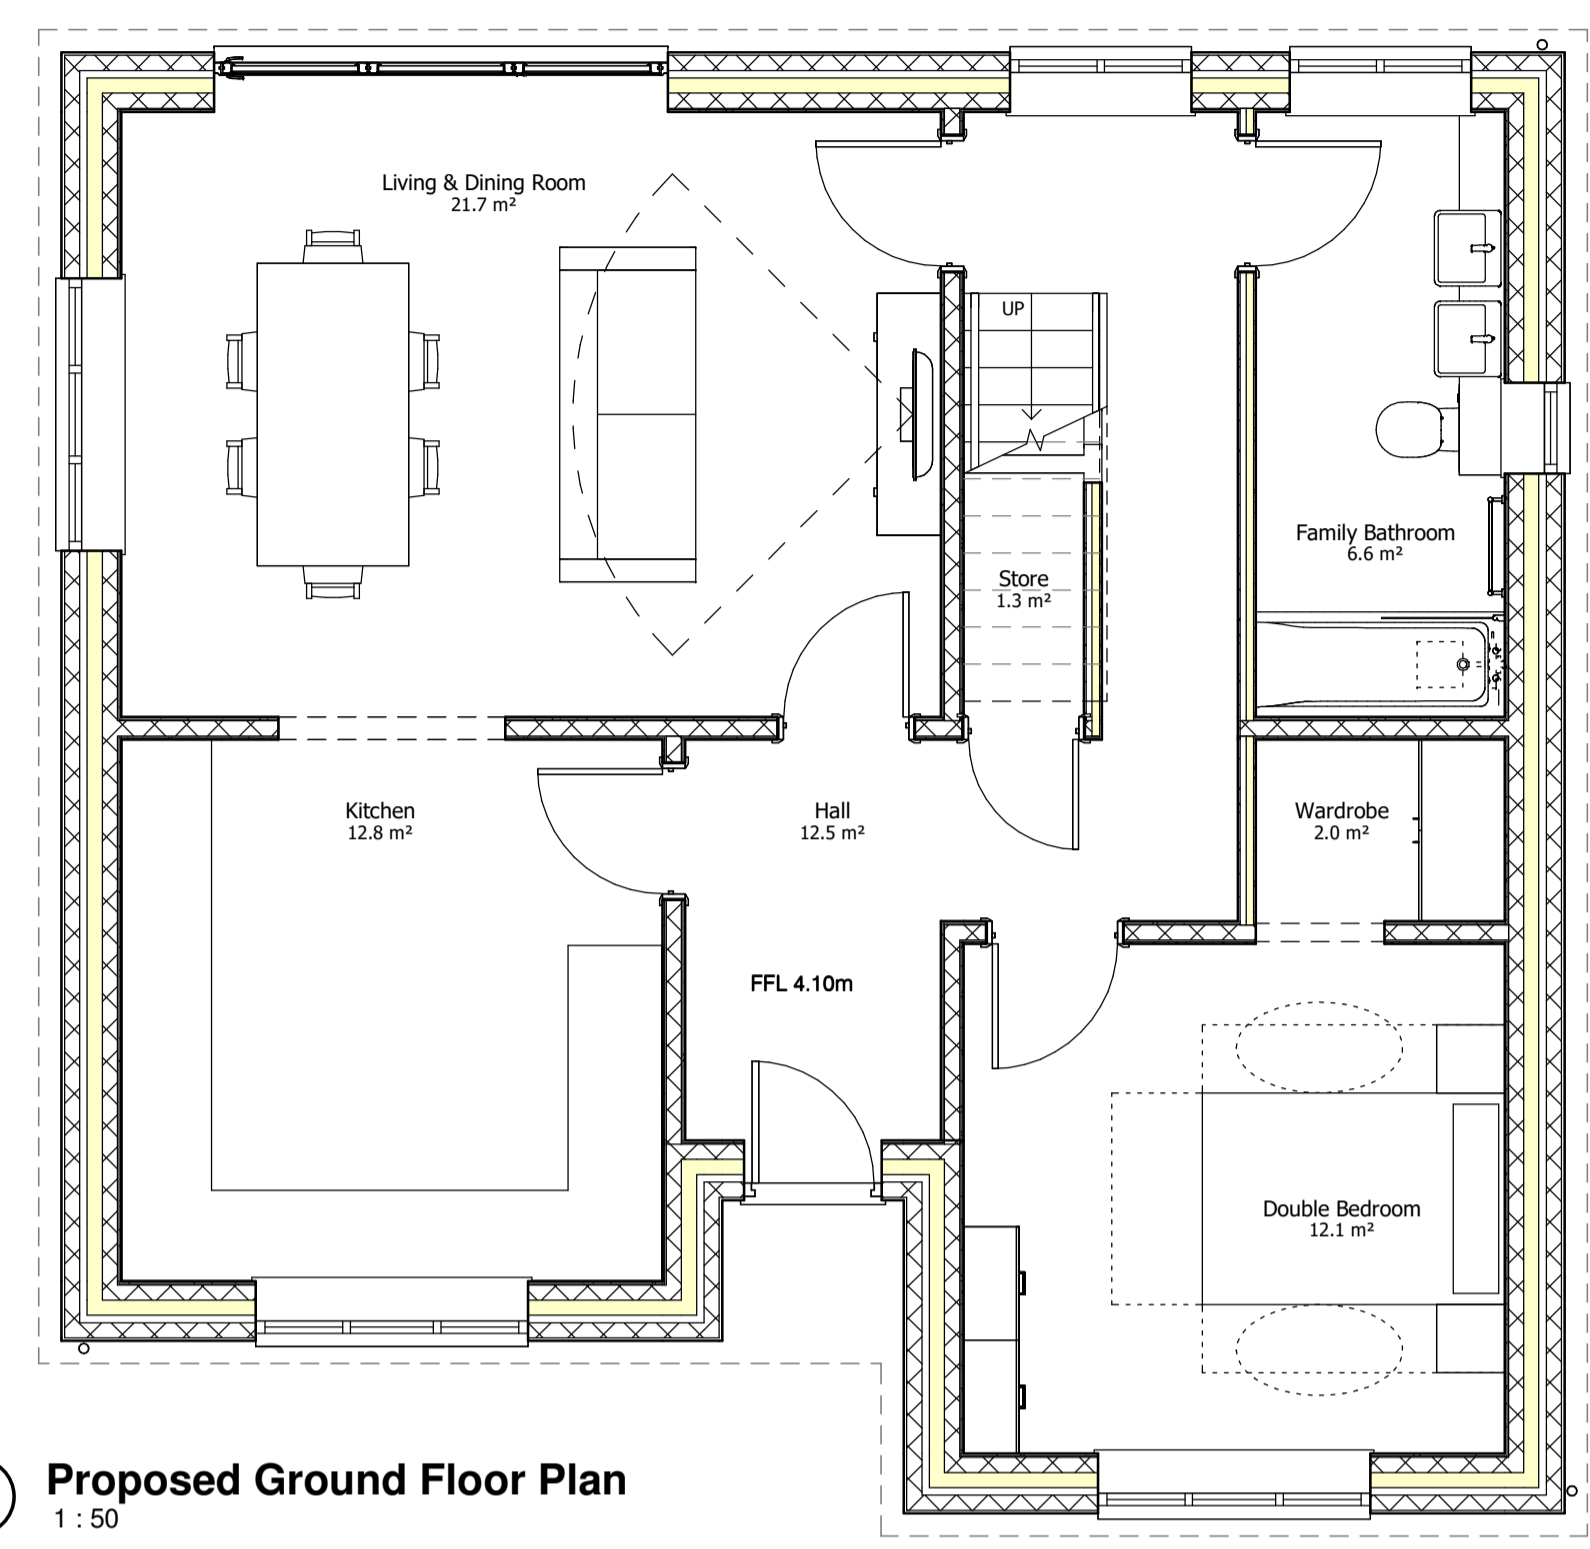 Living & Dining Room
21.7 m²
UP
Family Bathroom
6.6 m²
Store
1.3 m²
Kitchen
12.8 m²
Hall
12.5 m²
Wardrobe
2.0 m²
FFL 4.10m
Double Bedroom
12.1 m²
Proposed Ground Floor Plan
1 : 50